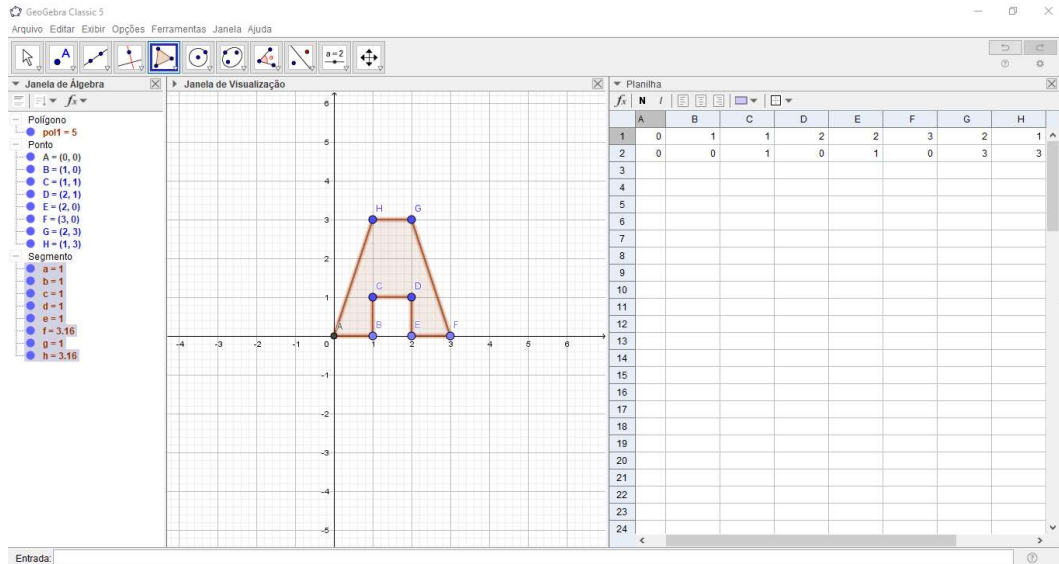 GeoGebra Classic 5
Arquivo Editar Exibir Opções Ferramentas Janela Ajuda
A
α
a=2
Janela de Álgebra
Janela de Visualização
Planilha
fx
fx N I
Polígono
pol1 = 5
Ponto
A = (0, 0)
B = (1, 0)
C = (1, 1)
D = (2, 1)
E = (2, 0)
F = (3, 0)
G = (2, 3)
H = (1, 3)
Segmento
a = 1
b = 1
c = 1
d = 1
e = 1
f = 3.16
g = 1
h = 3.16
6
5
4
3
2
1
-1
-2
-3
-4
-5
-4 -3 -2 -1 0 1 2 3 4 5 6
H G
C D
A B E F
A B C D E F G H
1 0 1 1 2 2 3 2 1
2 0 0 1 0 1 0 3 3
3
4
5
6
7
8
9
10
11
12
13
14
15
16
17
18
19
20
21
22
23
24
Entrada: